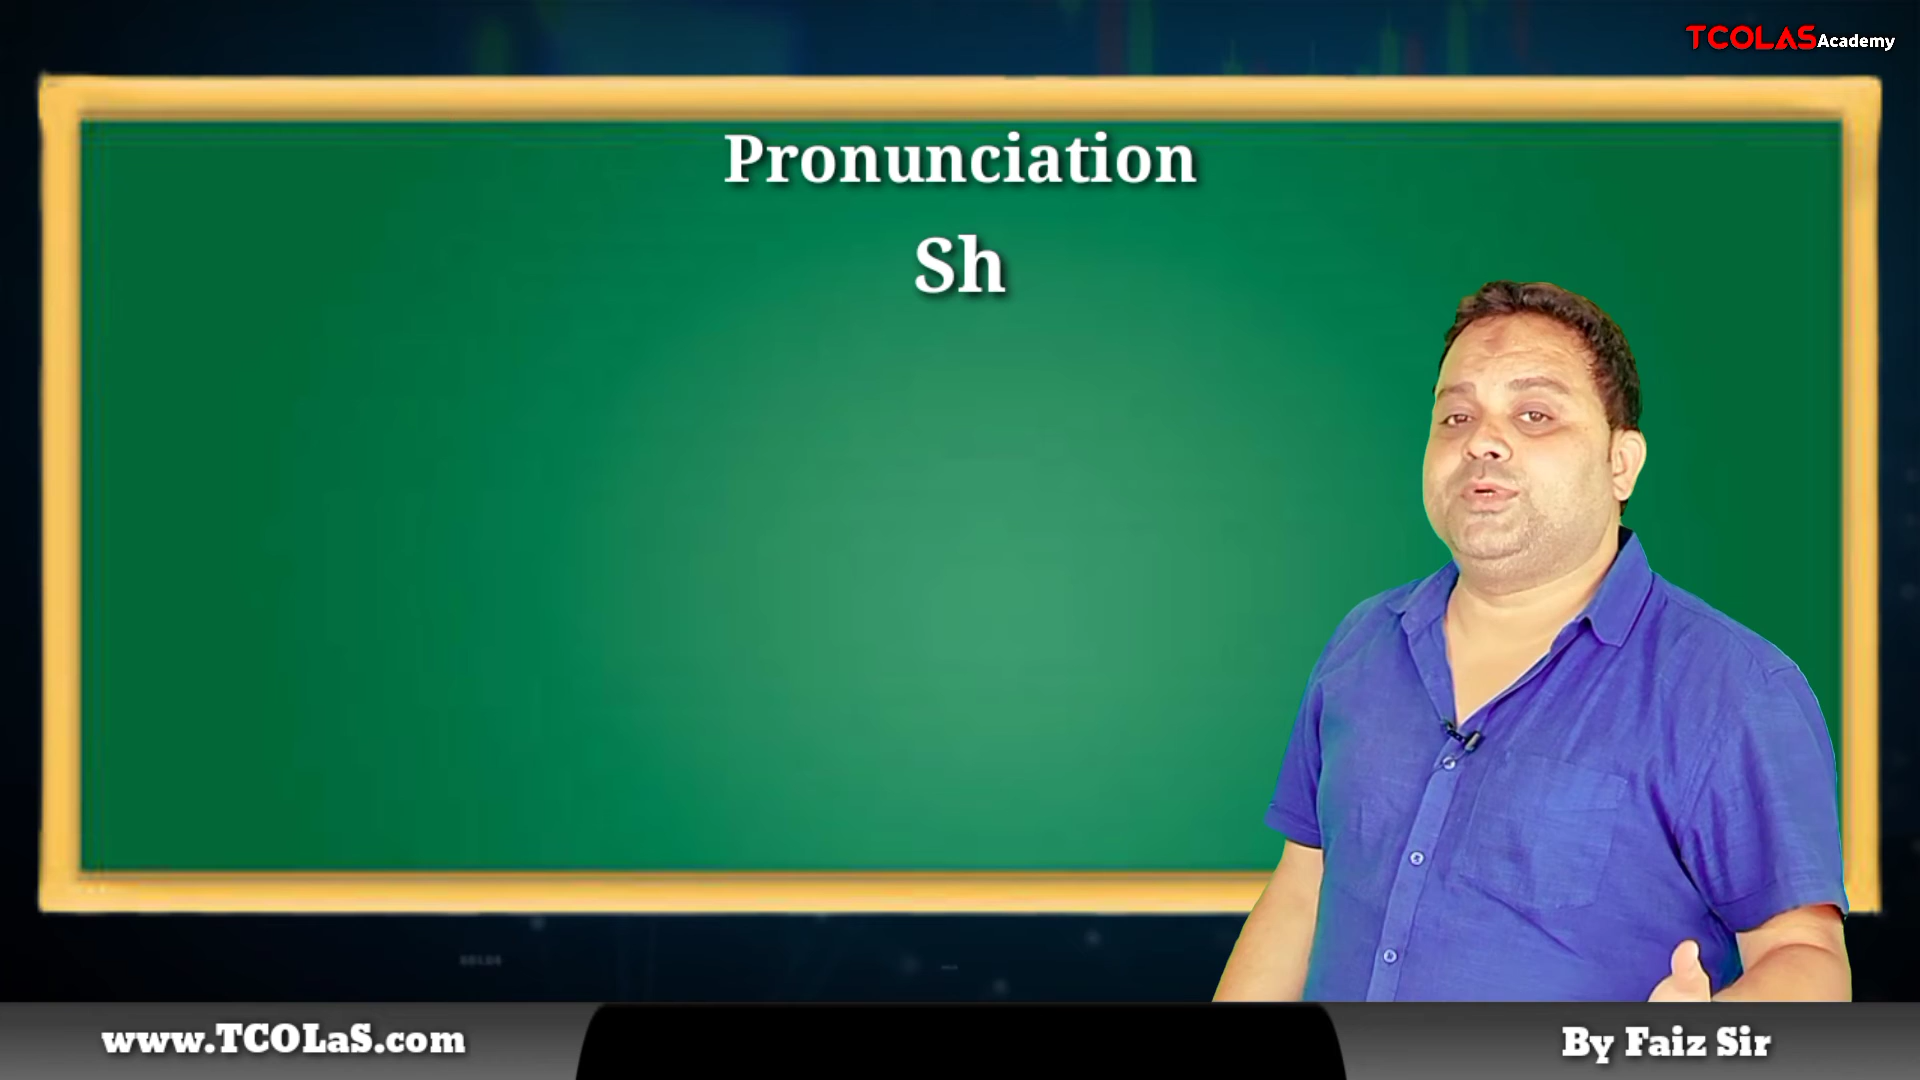 TCOLAS Academy
Pronunciation
Sh
www.TCOLaS.com
By Faiz Sir